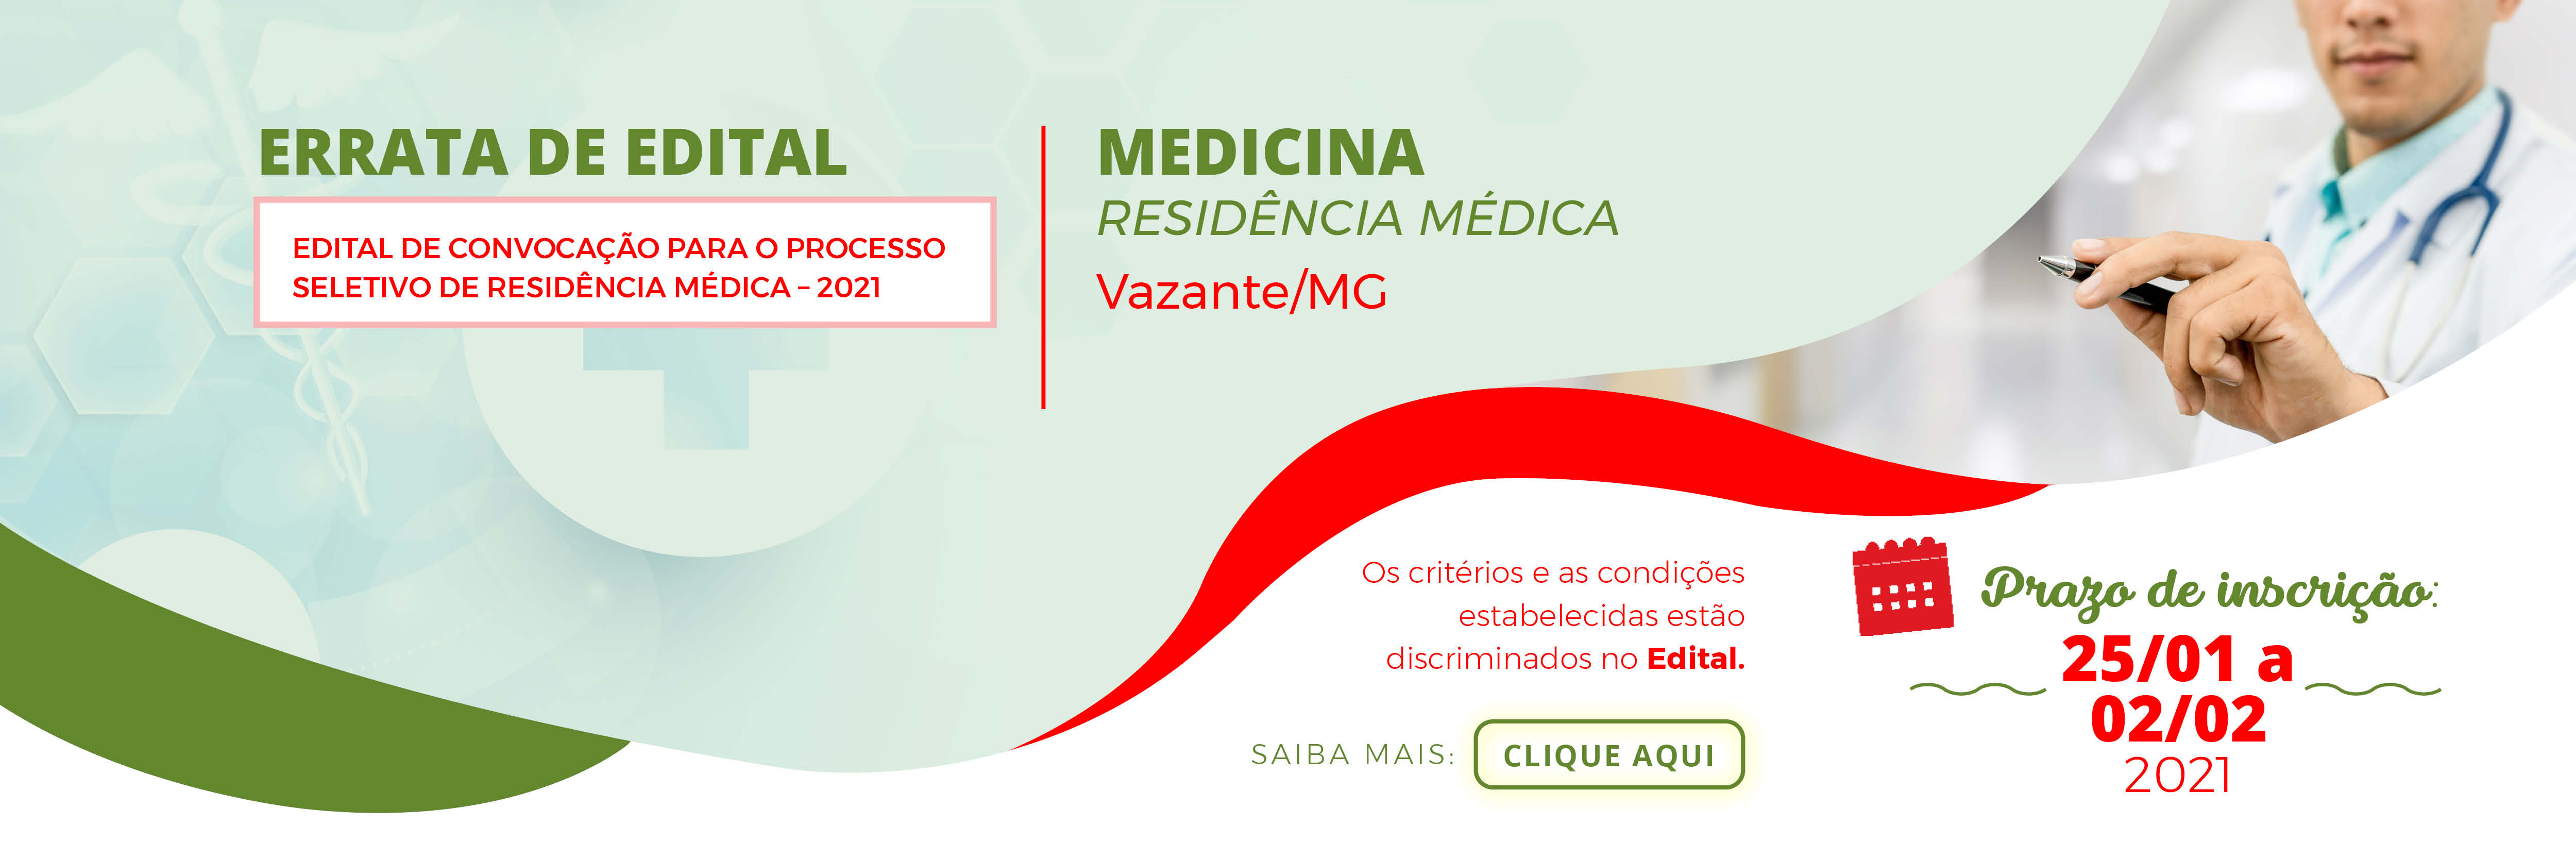 ERRATA DE EDITAL
EDITAL DE CONVOCAÇÃO PARA O PROCESSO
SELETIVO DE RESIDÊNCIA MÉDICA – 2021
MEDICINA
RESIDÊNCIA MÉDICA
Vazante/MG
Os critérios e as condições
estabelecidas estão
discriminados no Edital.
SAIBA MAIS: CLIQUE AQUI
Prazo de inscrição:
25/01 a
02/02
2021